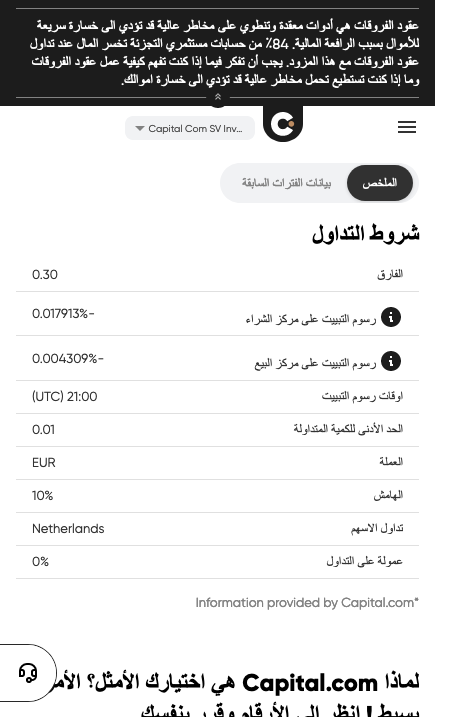 عقود الفروقات هي أدوات معقدة وتنطوي على مخاطر عالية قد تؤدي الى خسارة سريعة
للأموال بسبب الرافعة المالية. 84٪ من حسابات مستثمري التجزئة تخسر المال عند تداول
عقود الفروقات مع هذا المزود. يجب أن تفكر فيما إذا كنت تفهم كيفية عمل عقود الفروقات
وما إذا كنت تستطيع تحمل مخاطر عالية قد تؤدي الى خسارة اموالك.
Capital Com SV Inv...
الملخص
بيانات الفترات السابقة
شروط التداول
الفارق 0.30
رسوم التبييت على مركز الشراء -0.017913%
رسوم التبييت على مركز البيع -0.004309%
اوقات رسوم التبييت 21:00 (UTC)
الحد الأدنى للكمية المتداولة 0.01
العملة EUR
الهامش 10%
تداول الاسهم Netherlands
عمولة على التداول 0%
Information provided by Capital.com*
لماذا Capital.com هي اختيارك الأمثل؟
بسيط ! انظر إلى الأرقام وقرر بنفسك